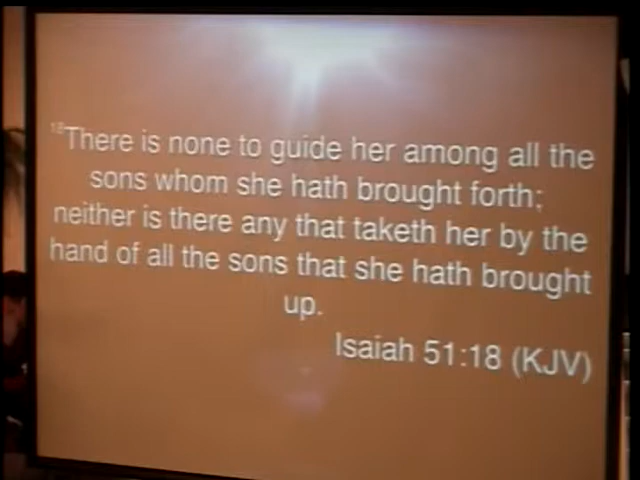 18There is none to guide her among all the
sons whom she hath brought forth;
neither is there any that taketh her by the
hand of all the sons that she hath brought
up.
Isaiah 51:18 (KJV)